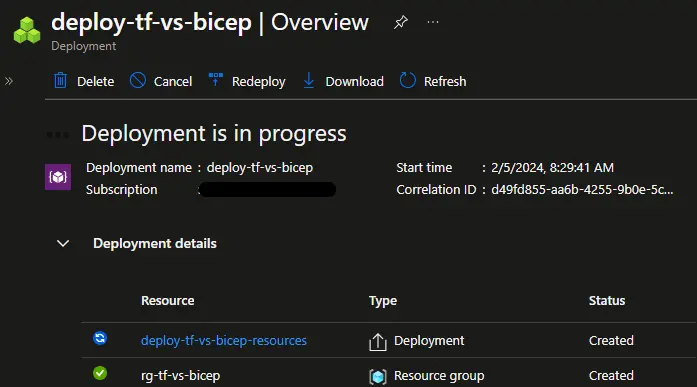 deploy-tf-vs-bicep | Overview
Deployment
Delete Cancel Redeploy Download Refresh
Deployment is in progress
Deployment name : deploy-tf-vs-bicep Start time : 2/5/2024, 8:29:41 AM
Subscription : Correlation ID : d49fd855-aa6b-4255-9b0e-5c...
Deployment details
Resource Type Status
deploy-tf-vs-bicep-resources Deployment Created
rg-tf-vs-bicep Resource group Created